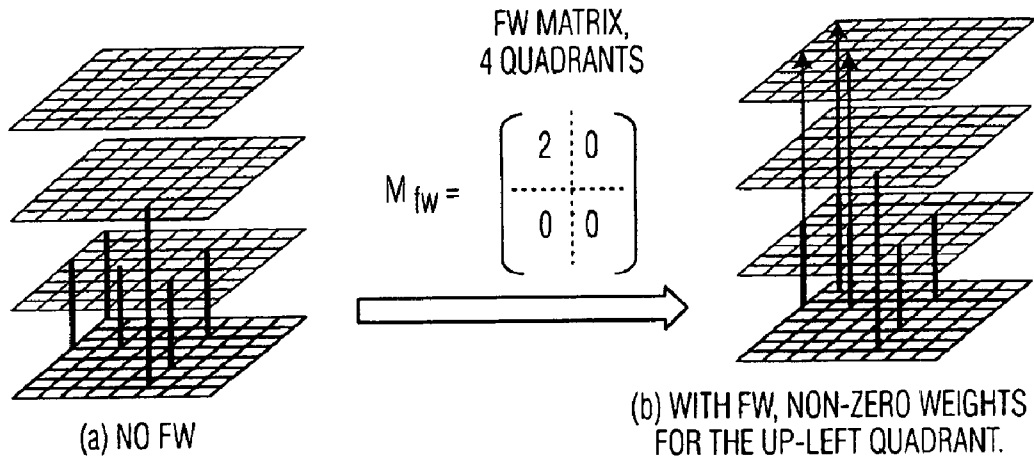 FW MATRIX,
4 QUADRANTS
M fw =
2 0
0 0
(a) NO FW
(b) WITH FW, NON-ZERO WEIGHTS
FOR THE UP-LEFT QUADRANT.